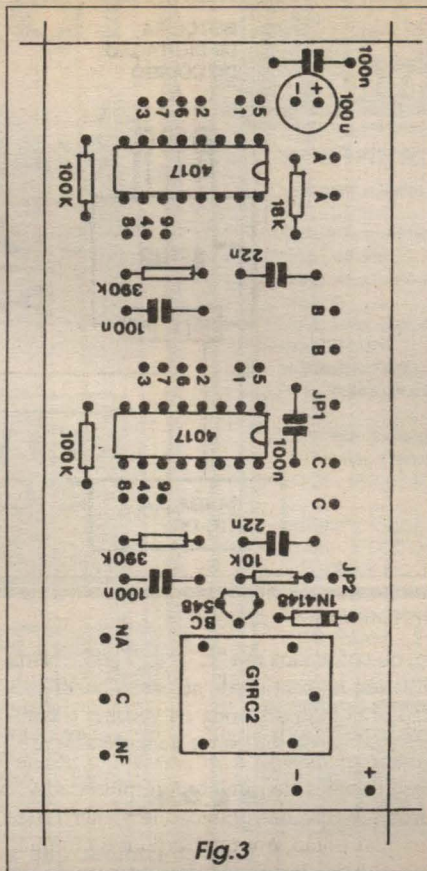 100n
- +
100u
3 7 6 2 1 5
A
100K
4017
18k
A
8 4 9
390k
22n
100n
B
B
3 7 6 2 1 5
JP1
100K
4017
100n
C
8 4 9
C
390k
22n
10k
100n
JP2
BC
548
1N4148
NA
G1RC2
C
NF
- +
Fig.3